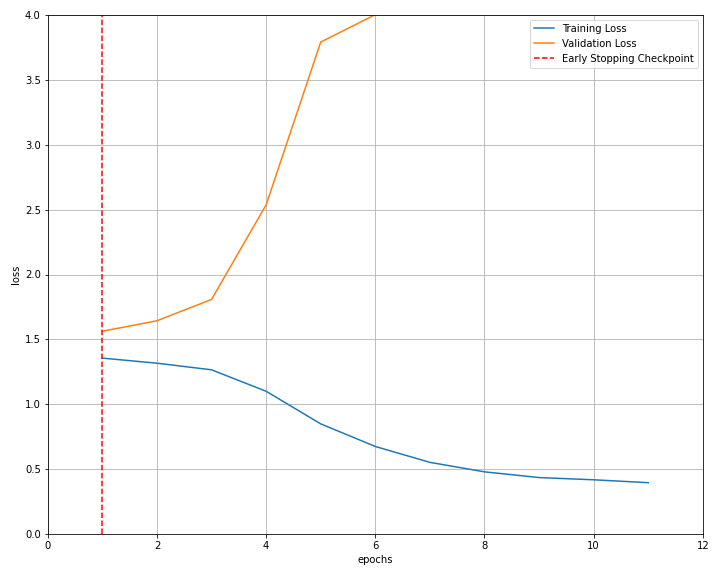 4.0
3.5
3.0
2.5
2.0
1.5
1.0
0.5
0.0
loss
Training Loss
Validation Loss
Early Stopping Checkpoint
0 2 4 6 8 10 12
epochs